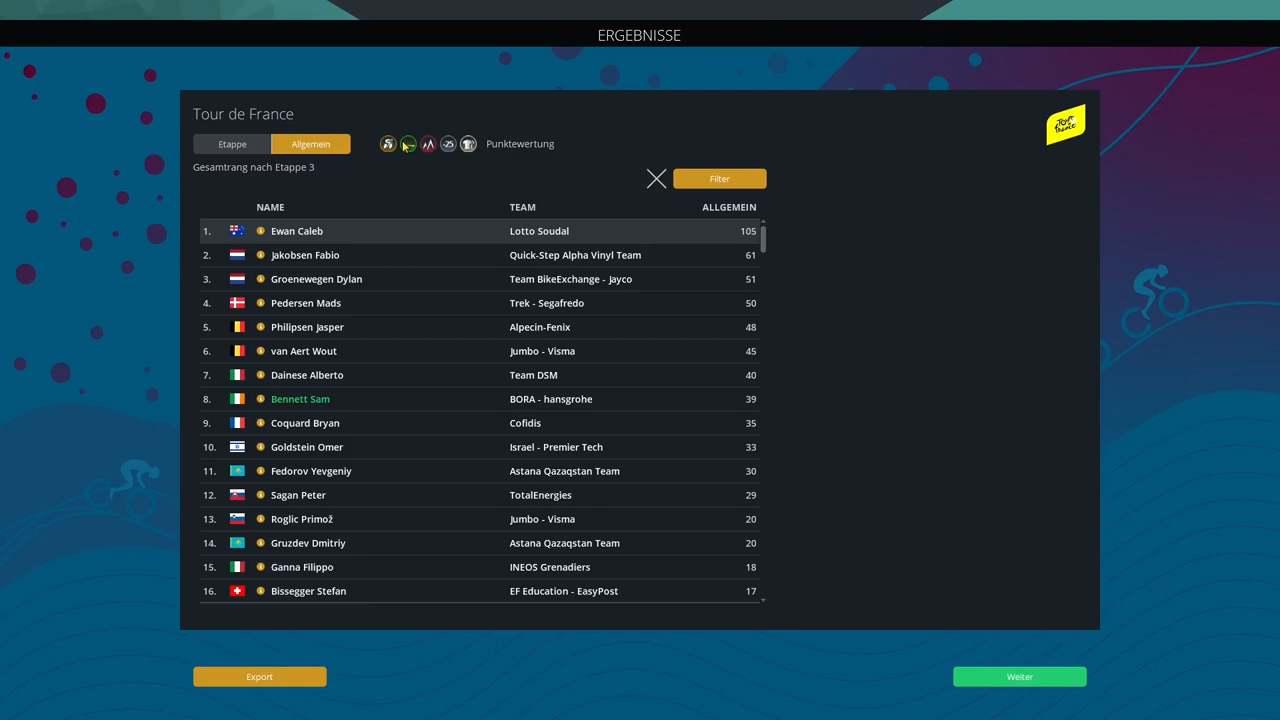 ERGEBNISSE
Tour de France
Etappe Allgemein -25 Punktewertung
Gesamtrang nach Etappe 3
Filter
NAME TEAM ALLGEMEIN
1. Ewan Caleb Lotto Soudal 105
2. Jakobsen Fabio Quick-Step Alpha Vinyl Team 61
3. Groenewegen Dylan Team BikeExchange - Jayco 51
4. Pedersen Mads Trek - Segafredo 50
5. Philipsen Jasper Alpecin-Fenix 48
6. van Aert Wout Jumbo - Visma 45
7. Dainese Alberto Team DSM 40
8. Bennett Sam BORA - hansgrohe 39
9. Coquard Bryan Cofidis 35
10. Goldstein Omer Israel - Premier Tech 33
11. Fedorov Yevgeniy Astana Qazaqstan Team 30
12. Sagan Peter TotalEnergies 29
13. Roglic Primož Jumbo - Visma 20
14. Gruzdev Dmitriy Astana Qazaqstan Team 20
15. Ganna Filippo INEOS Grenadiers 18
16. Bissegger Stefan EF Education - EasyPost 17
Export Weiter